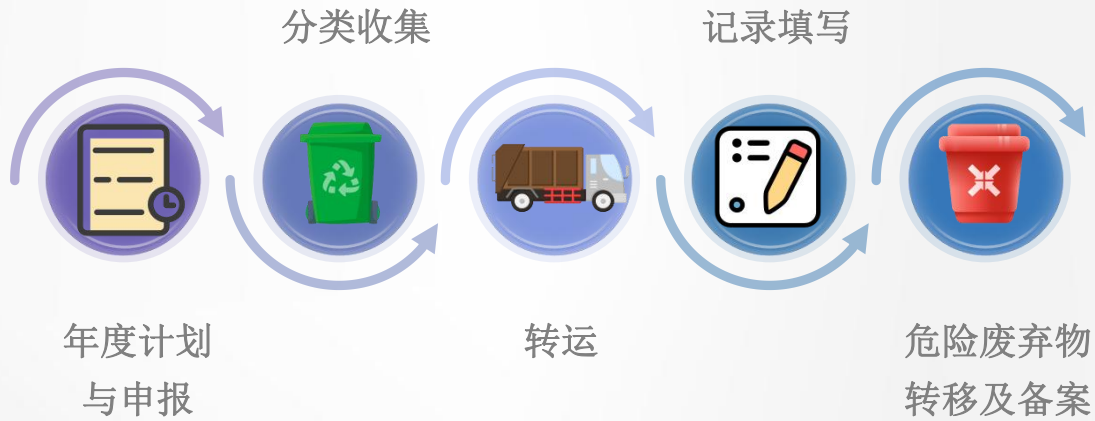 分类收集
记录填写
年度计划
与申报
转运
危险废弃物
转移及备案